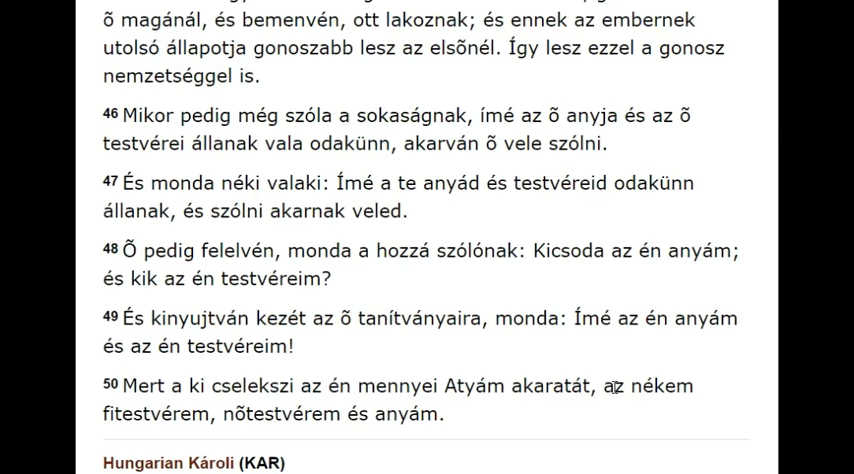 õ magánál, és bemenvén, ott lakoznak; és ennek az embernek
utolsó állapotja gonoszabb lesz az elsõnél. Így lesz ezzel a gonosz
nemzetséggel is.
46 Mikor pedig még szóla a sokaságnak, ímé az õ anyja és az õ
testvérei állanak vala odakünn, akarván õ vele szólni.
47 És monda néki valaki: Ímé a te anyád és testvéreid odakünn
állanak, és szólni akarnak veled.
48 Õ pedig felelvén, monda a hozzá szólónak: Kicsoda az én anyám;
és kik az én testvéreim?
49 És kinyujtván kezét az õ tanítványaira, monda: Ímé az én anyám
és az én testvéreim!
50 Mert a ki cselekszi az én mennyei Atyám akaratát, az nékem
fitestvérem, nõtestvérem és anyám.
Hungarian Károli (KAR)